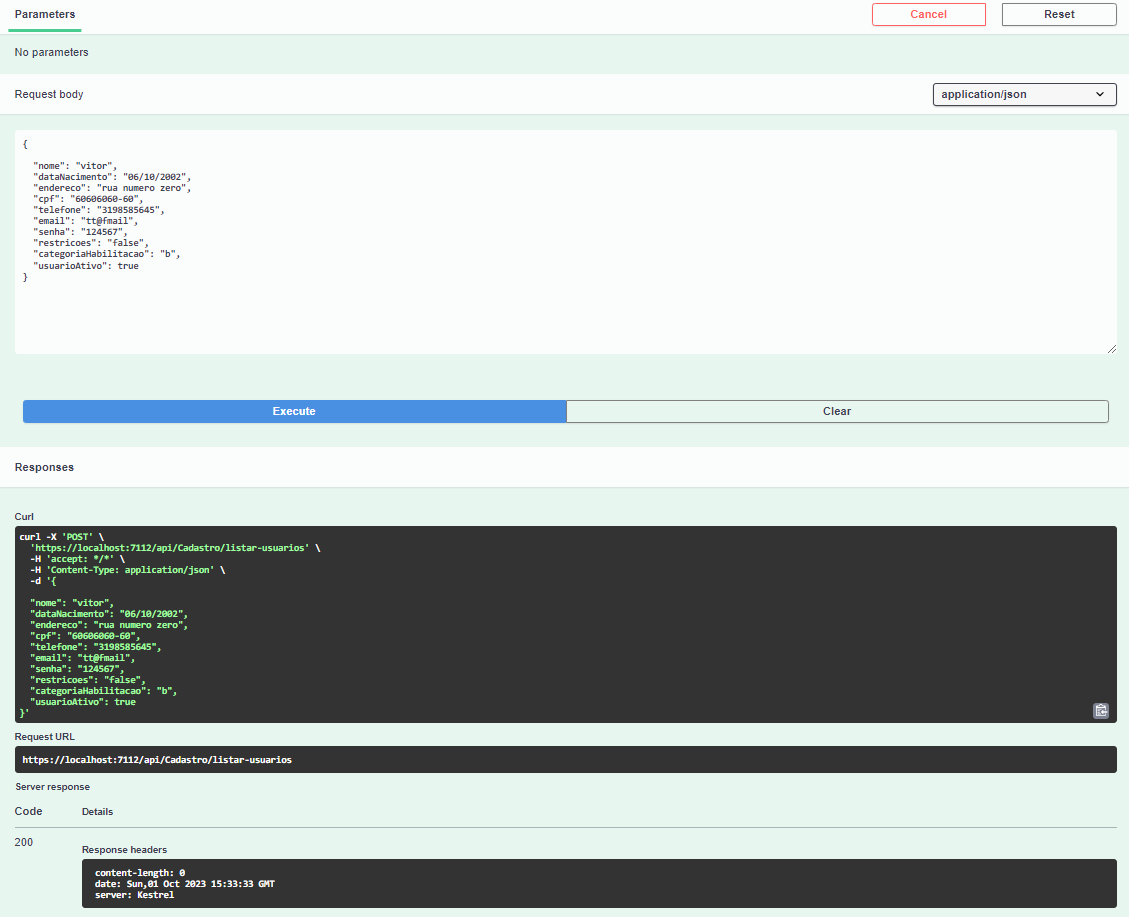 Parameters
Cancel
Reset
No parameters
Request body
application/json
{
"nome": "vitor",
"dataNacimento": "06/10/2002",
"endereco": "rua numero zero",
"cpf": "60606060-60",
"telefone": "3198585645",
"email": "tt@fmail",
"senha": "124567",
"restricoes": "false",
"categoriaHabilitacao": "b",
"usuarioAtivo": true
}
Execute
Clear
Responses
Curl
curl -X 'POST' \
'https://localhost:7112/api/Cadastro/listar-usuarios' \
-H 'accept: */*' \
-H 'Content-Type: application/json' \
-d '{
"nome": "vitor",
"dataNacimento": "06/10/2002",
"endereco": "rua numero zero",
"cpf": "60606060-60",
"telefone": "3198585645",
"email": "tt@fmail",
"senha": "124567",
"restricoes": "false",
"categoriaHabilitacao": "b",
"usuarioAtivo": true
}'
Request URL
https://localhost:7112/api/Cadastro/listar-usuarios
Server response
Code
Details
200
Response headers
content-length: 0
date: Sun,01 Oct 2023 15:33:33 GMT
server: Kestrel